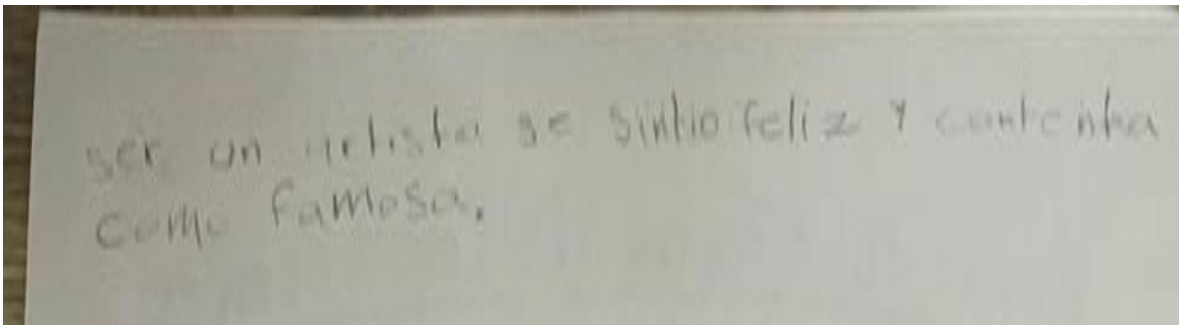 ser un artista se sintio feliz y contenta
como famosa.